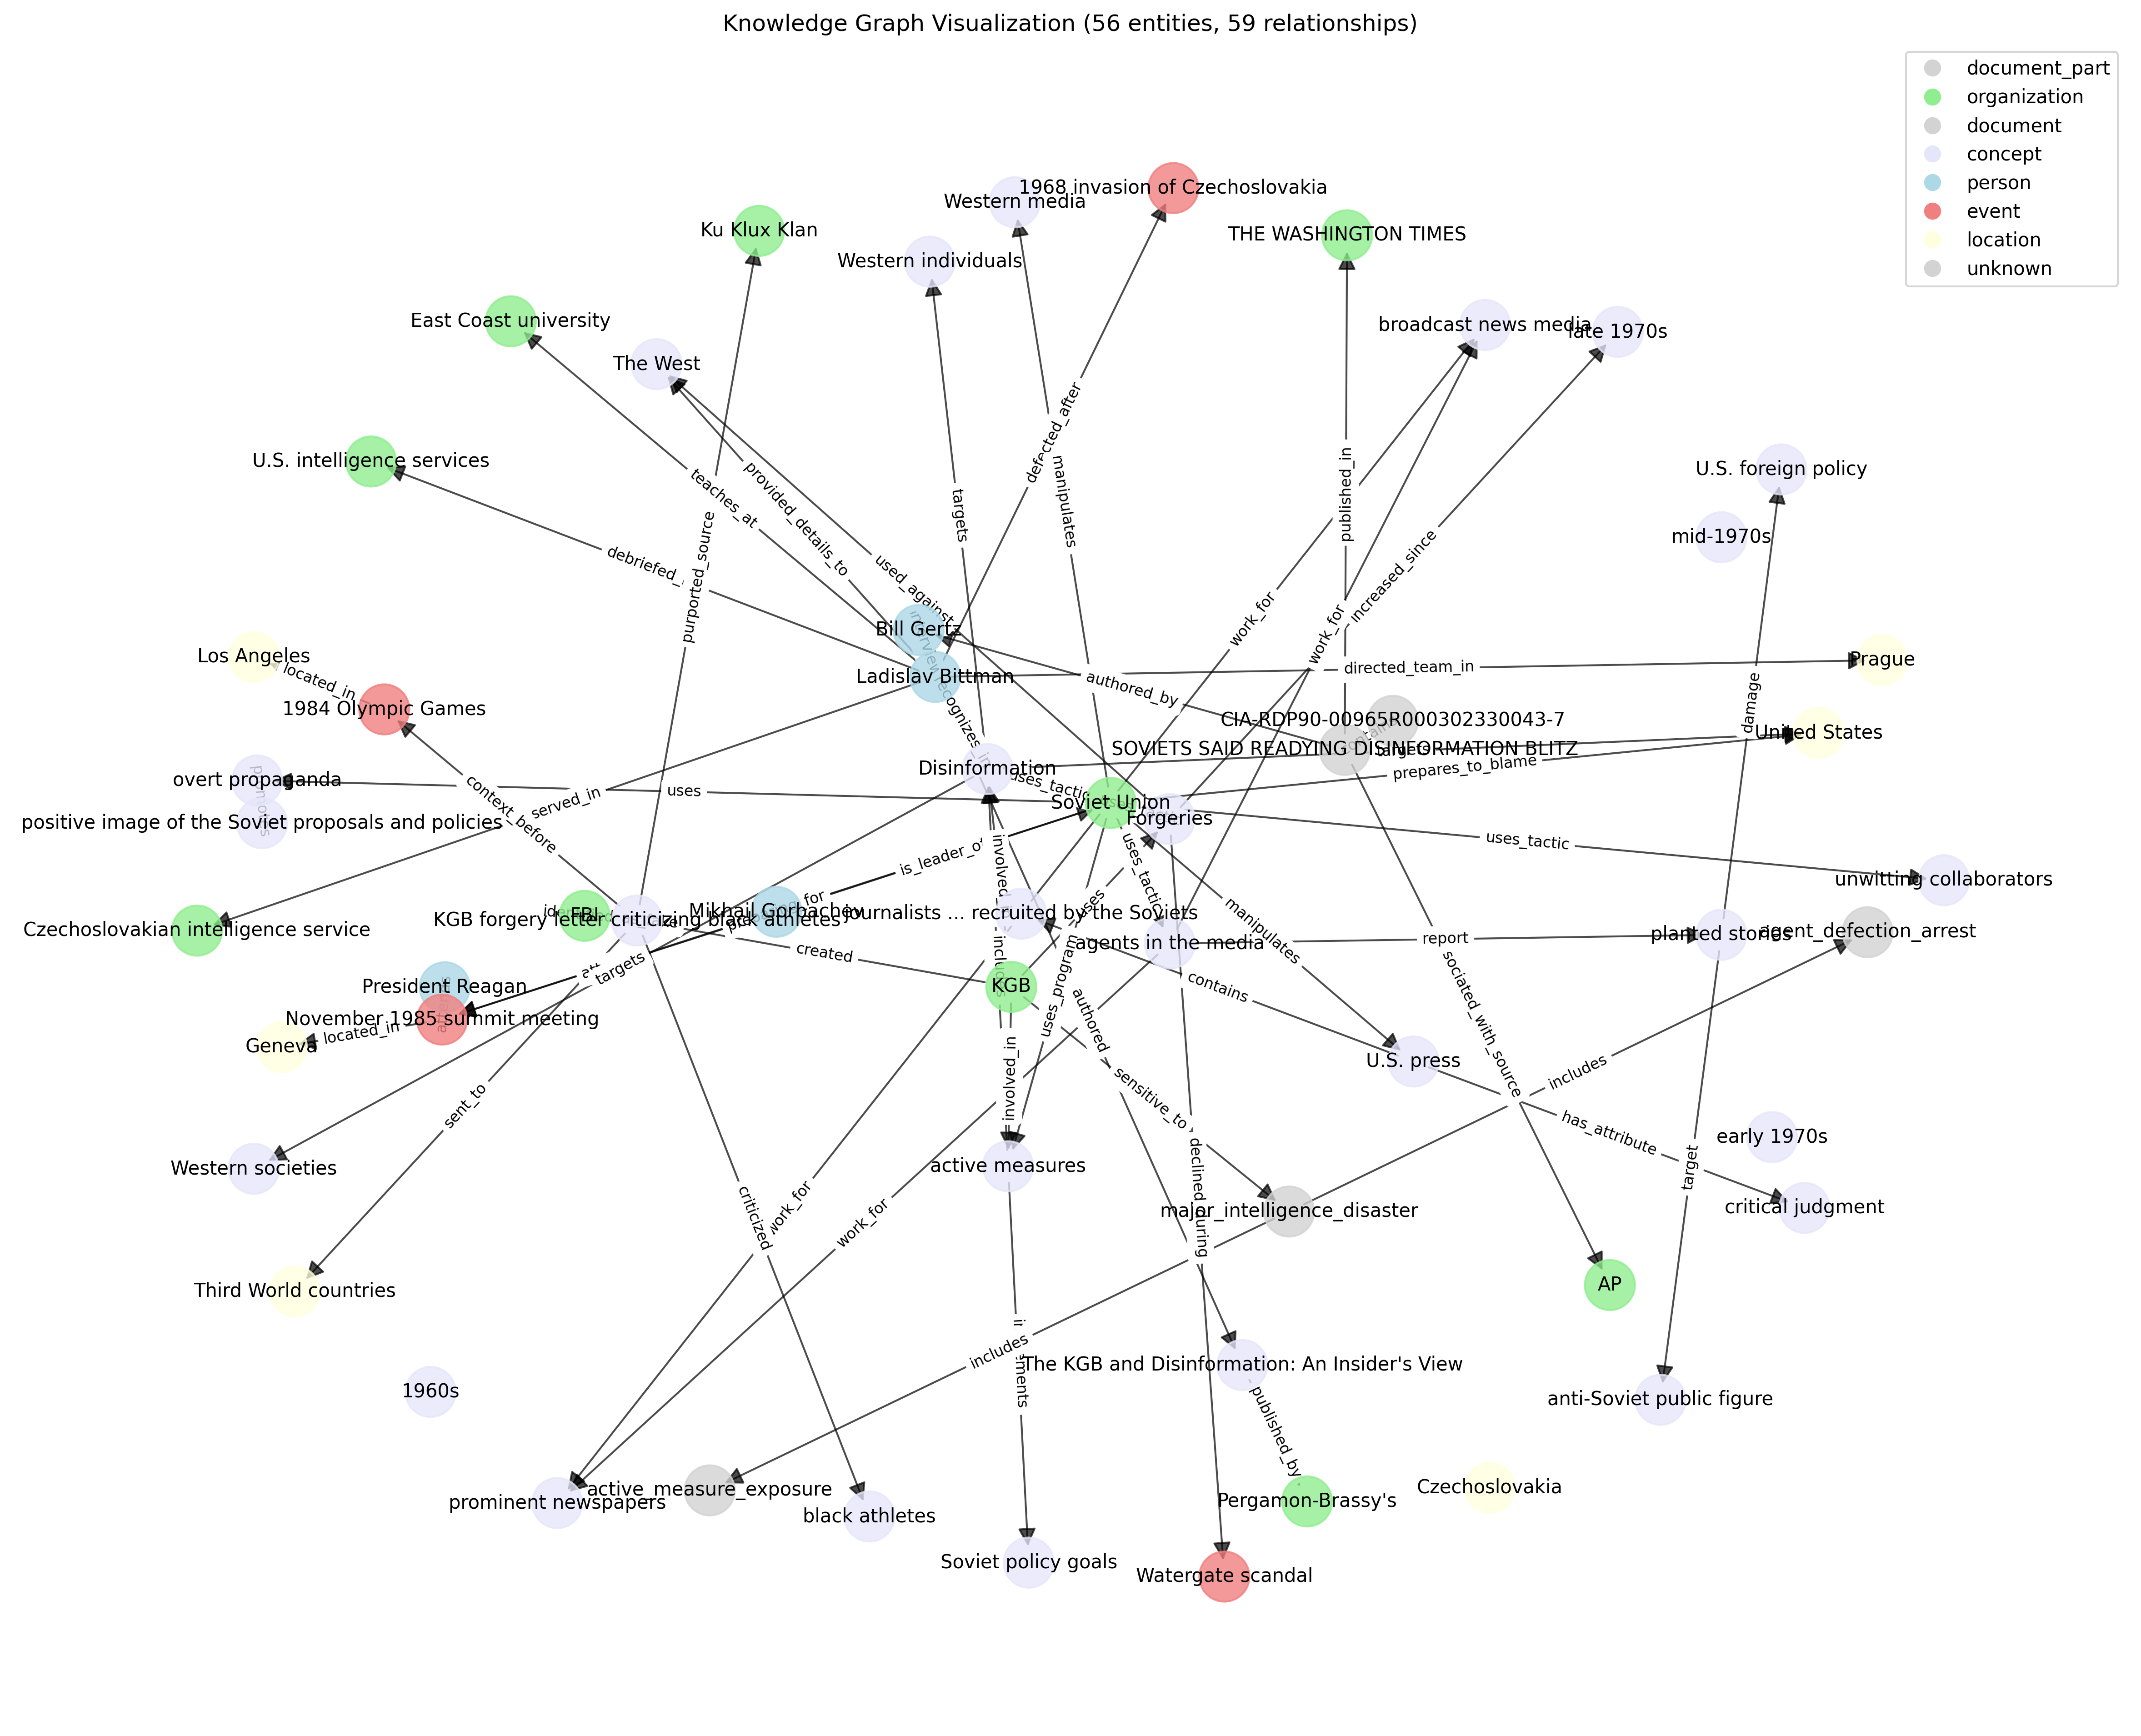 Knowledge Graph Visualization (56 entities, 59 relationships)
document_part
organization
document
concept
person
event
location
unknown
1968 invasion of Czechoslovakia
Western media
Ku Klux Klan
THE WASHINGTON TIMES
Western individuals
East Coast university
broadcast news media
late 1970s
The West
U.S. intelligence services
U.S. foreign policy
mid-1970s
defected_after
manipulates
targets
teaches_at
provided_details_to
published_in
purported_source
debriefed_
used_against
increased_since
work_for
work_for
Bill Gertz
Los Angeles
located_in
Ladislav Bittman
directed_team_in
Prague
authored_by
recognizes
damage
1984 Olympic Games
CIA-RDP90-00965R000302330043-7
United States
SOVIETS SAID READYING DISINFORMATION BLITZ
targets
prepares_to_blame
Disinformation
uses_tactic
overt propaganda
uses
Soviet Union
Forgeries
positive image of the Soviet proposals and policies
served_in
context_before
uses_tactic
is_leader_of
uses_tactic
unwitting collaborators
FBI
KGB forgery letter criticizing black athletes
Mikhail Gorbachev
journalists ... recruited by the Soviets
uses
manipulates
Czechoslovakian intelligence service
created
agents in the media
report
planted stories
agent_defection_arrest
targets
includes
uses_program
contains
sociated_with_source
President Reagan
KGB
November 1985 summit meeting
located_in
Geneva
authored
involved_in
sensitive_to
U.S. press
includes
has_attribute
sent_to
Western societies
active measures
target
early 1970s
critical judgment
declined_during
major_intelligence_disaster
criticized
work_for
work_for
Third World countries
AP
includes
The KGB and Disinformation: An Insider's View
1960s
published_by
anti-Soviet public figure
prominent newspapers
active_measure_exposure
black athletes
Pergamon-Brassy's
Czechoslovakia
Soviet policy goals
Watergate scandal